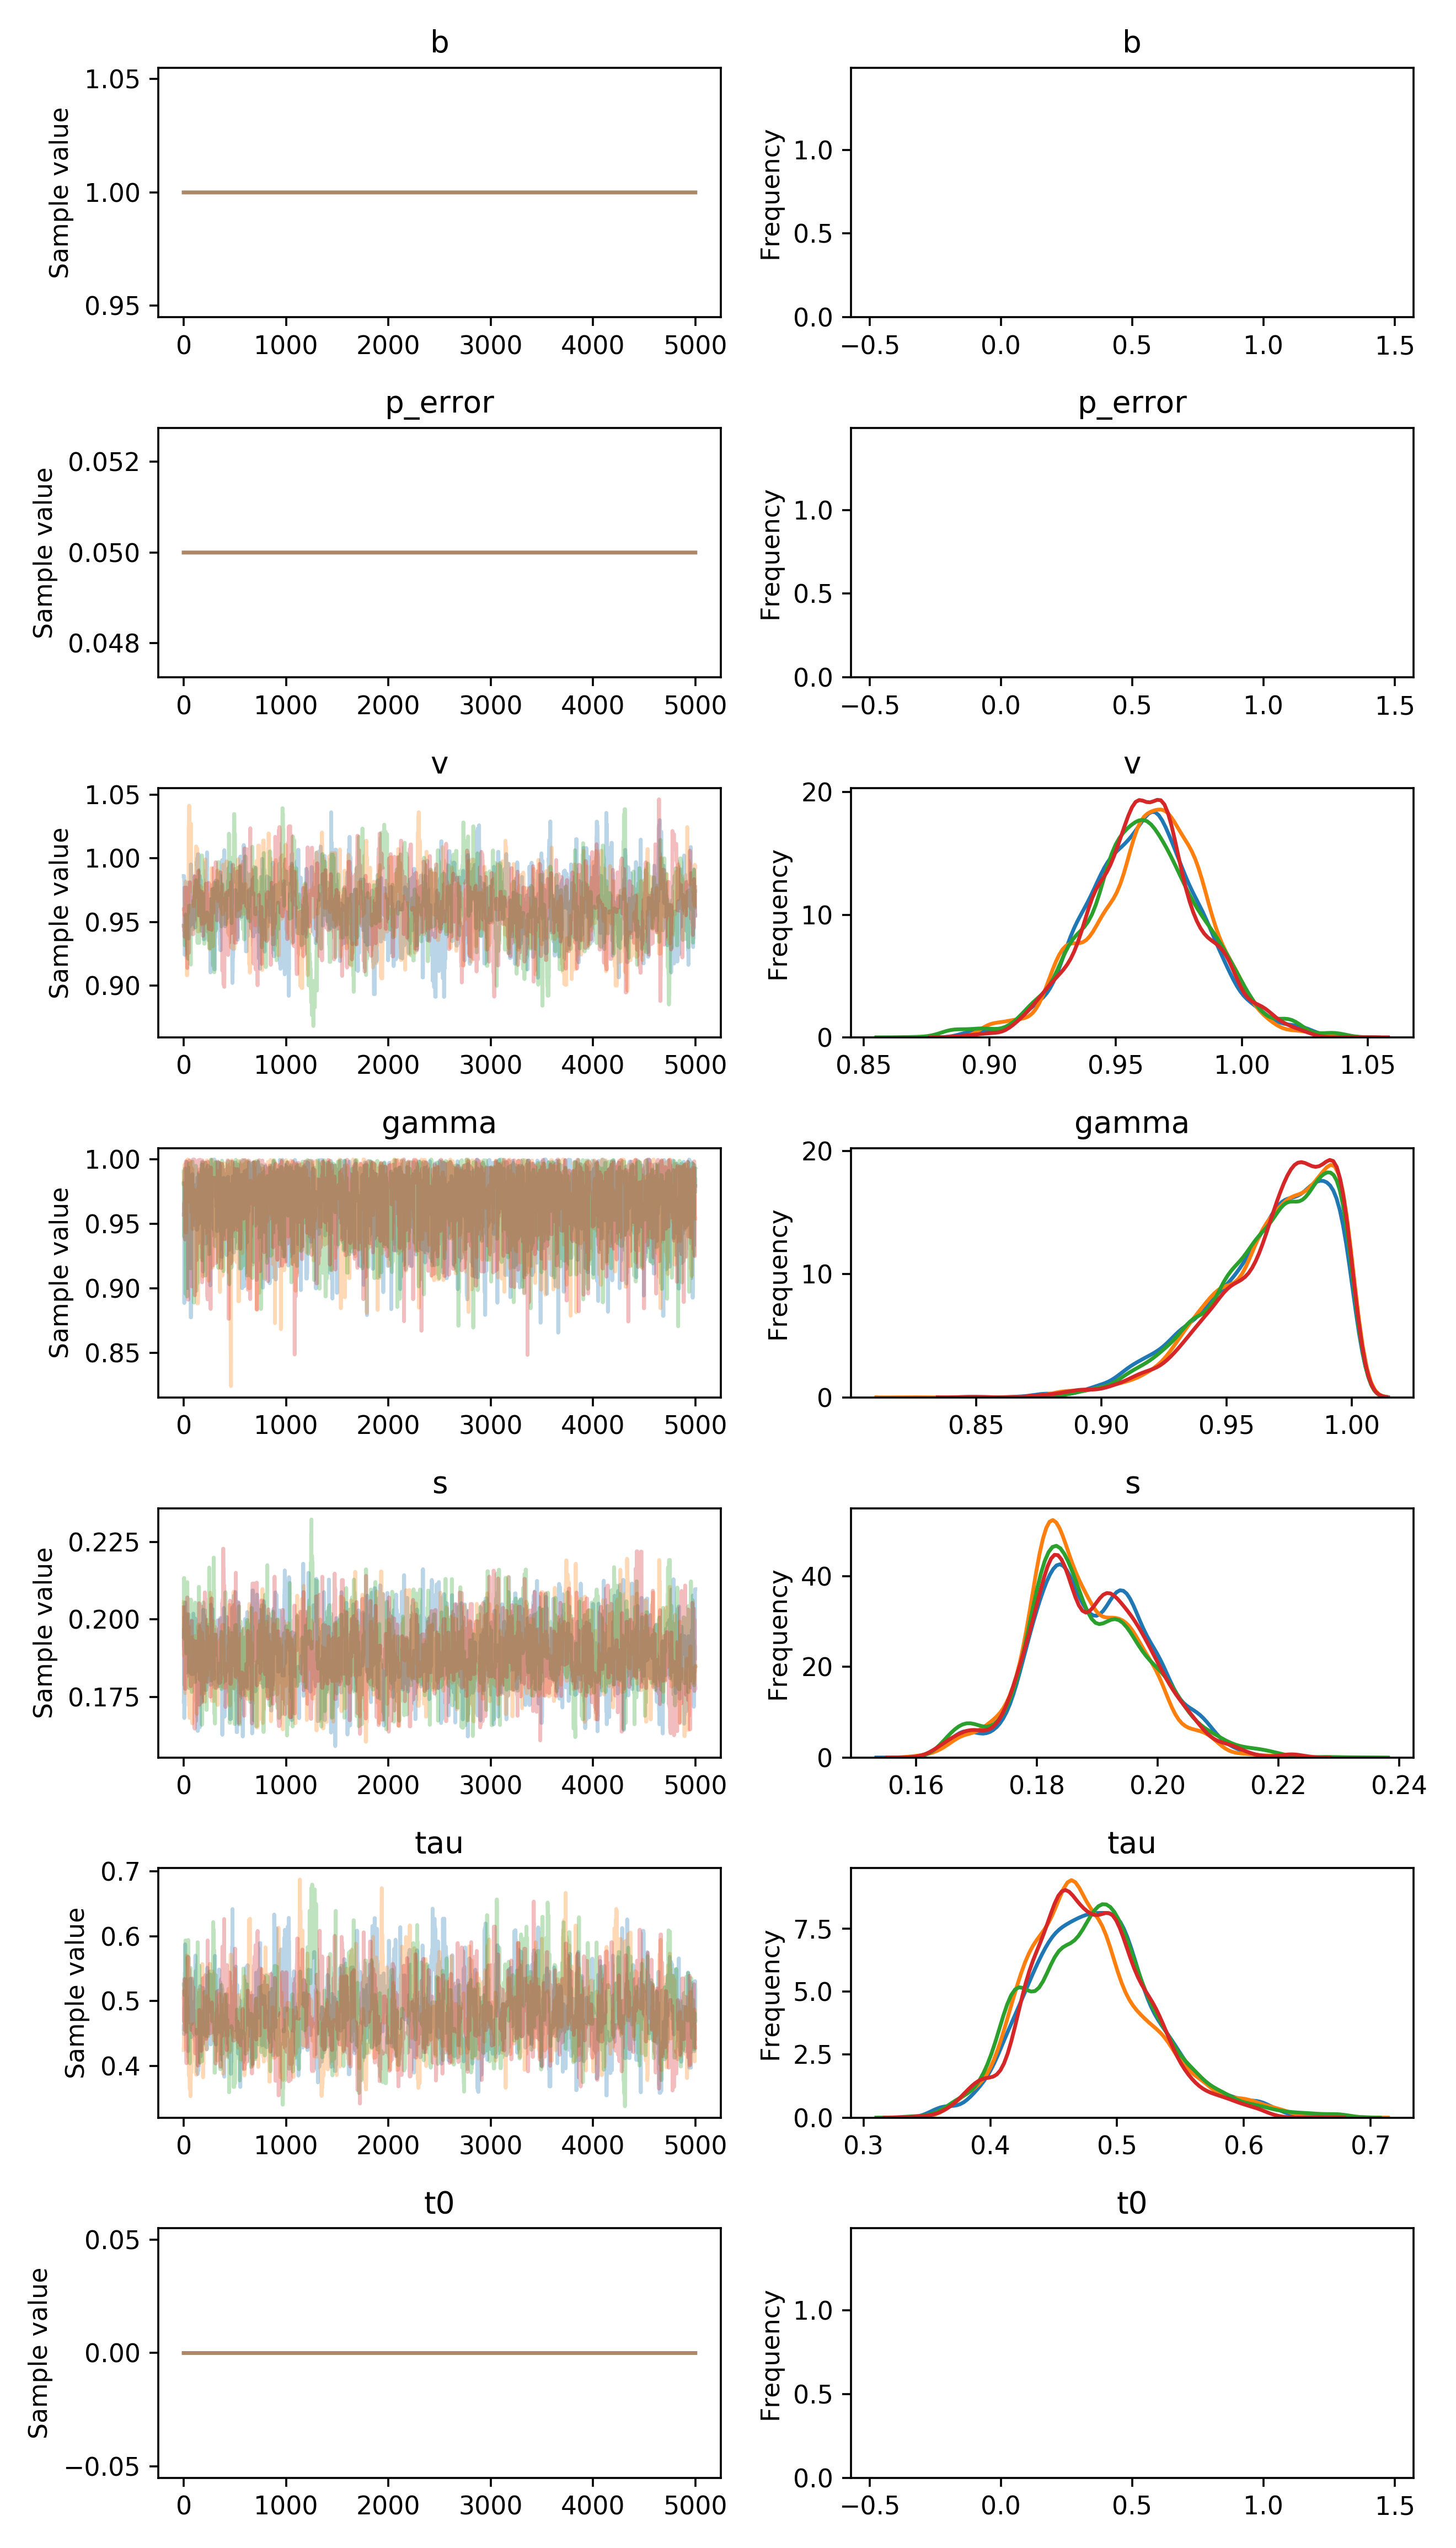 b
b
Sample value
1.05
1.00
0.95
0 1000 2000 3000 4000 5000
Frequency
1.0
0.5
0.0
−0.5 0.0 0.5 1.0 1.5
p_error
p_error
Sample value
0.052
0.050
0.048
0 1000 2000 3000 4000 5000
Frequency
1.0
0.5
0.0
−0.5 0.0 0.5 1.0 1.5
v
v
Sample value
1.05
1.00
0.95
0.90
0 1000 2000 3000 4000 5000
Frequency
20
10
0
0.85 0.90 0.95 1.00 1.05
gamma
gamma
Sample value
1.00
0.95
0.90
0.85
0 1000 2000 3000 4000 5000
Frequency
20
10
0
0.85 0.90 0.95 1.00
s
s
Sample value
0.225
0.200
0.175
0 1000 2000 3000 4000 5000
Frequency
40
20
0
0.16 0.18 0.20 0.22 0.24
tau
tau
Sample value
0.7
0.6
0.5
0.4
0 1000 2000 3000 4000 5000
Frequency
7.5
5.0
2.5
0.0
0.3 0.4 0.5 0.6 0.7
t0
t0
Sample value
0.05
0.00
−0.05
0 1000 2000 3000 4000 5000
Frequency
1.0
0.5
0.0
−0.5 0.0 0.5 1.0 1.5